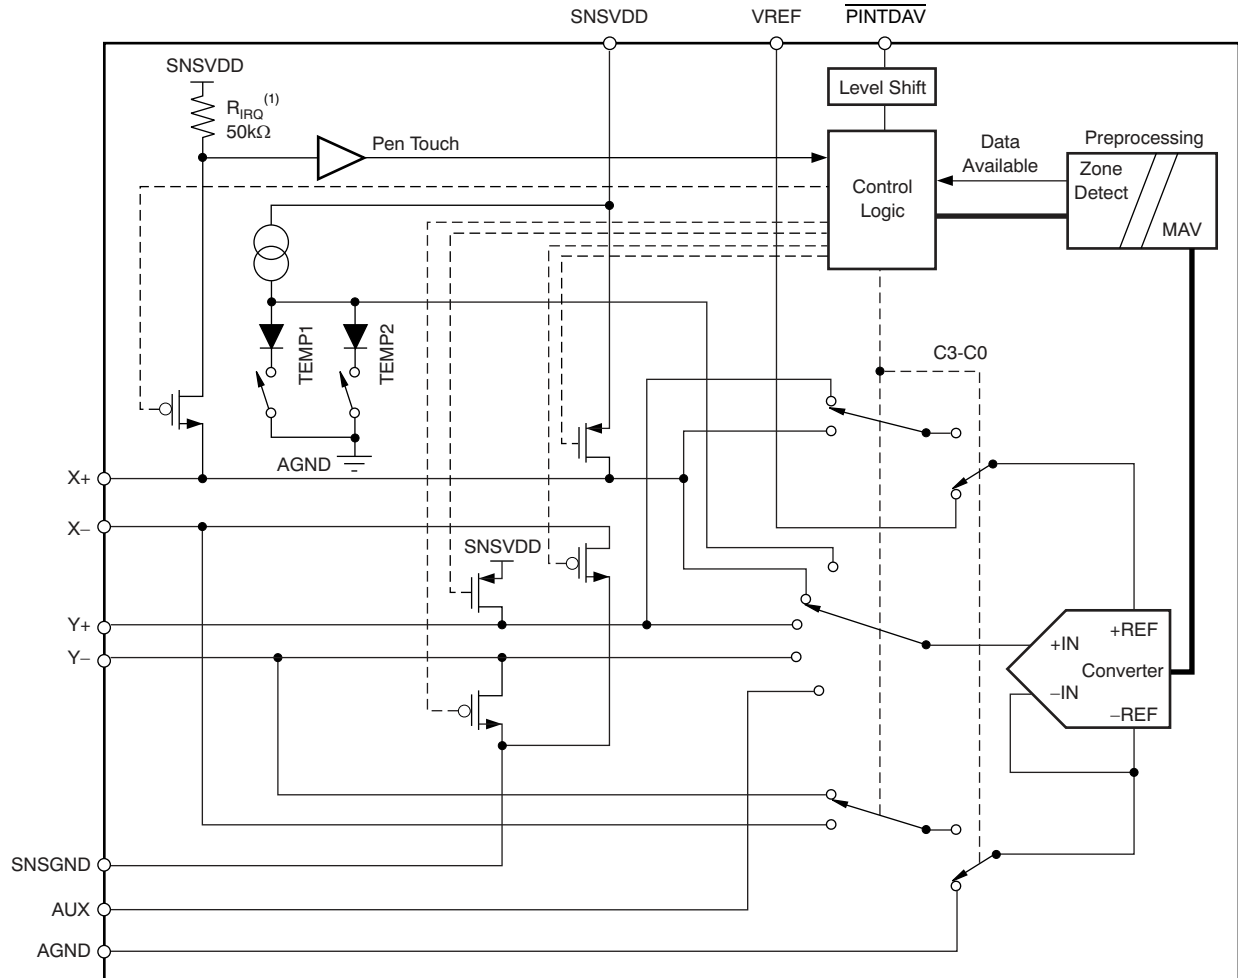 SNSVDD
VREF
PINTDAV
SNSVDD
Level Shift
R_IRQ (1)
50kΩ
Pen Touch
Data
Available
Preprocessing
Zone
Detect
MAV
Control
Logic
TEMP1
TEMP2
C3-C0
AGND
X+
X–
SNSVDD
Y+
Y–
+IN
+REF
Converter
–IN
–REF
SNSGND
AUX
AGND